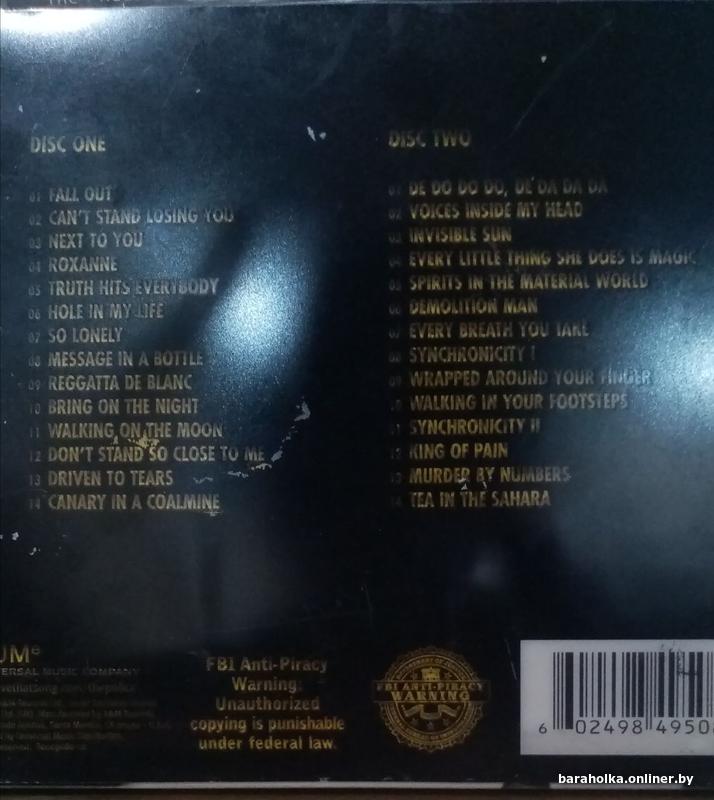 DISC ONE
01 FALL OUT
02 CAN'T STAND LOSING YOU
03 NEXT TO YOU
04 ROXANNE
05 TRUTH HITS EVERYBODY
06 HOLE IN MY LIFE
07 SO LONELY
08 MESSAGE IN A BOTTLE
09 REGGATTA DE BLANC
10 BRING ON THE NIGHT
11 WALKING ON THE MOON
12 DON'T STAND SO CLOSE TO ME
13 DRIVEN TO TEARS
14 CANARY IN A COALMINE
DISC TWO
01 DE DO DO DO, DE DA DA DA
02 VOICES INSIDE MY HEAD
03 INVISIBLE SUN
04 EVERY LITTLE THING SHE DOES IS MAGIC
05 SPIRITS IN THE MATERIAL WORLD
06 DEMOLITION MAN
07 EVERY BREATH YOU TAKE
08 SYNCHRONICITY I
09 WRAPPED AROUND YOUR FINGER
10 WALKING IN YOUR FOOTSTEPS
11 SYNCHRONICITY II
12 KING OF PAIN
13 MURDER BY NUMBERS
14 TEA IN THE SAHARA
UMe
ERSAL MUSIC COMPANY
FBI Anti-Piracy
Warning:
Unauthorized
copying is punishable
under federal law.
FBI ANTI-PIRACY
WARNING
6 02498 4950
baraholka.onliner.by